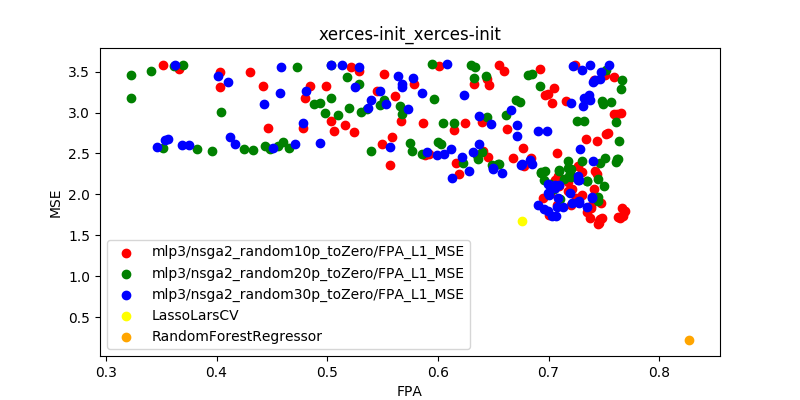 xerces-init_xerces-init
MSE
3.5
3.0
2.5
2.0
1.5
1.0
0.5
mlp3/nsga2_random10p_toZero/FPA_L1_MSE
mlp3/nsga2_random20p_toZero/FPA_L1_MSE
mlp3/nsga2_random30p_toZero/FPA_L1_MSE
LassoLarsCV
RandomForestRegressor
0.3 0.4 0.5 0.6 0.7 0.8
FPA